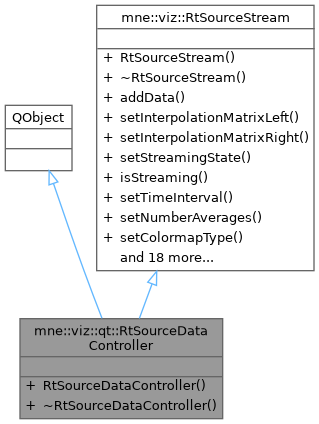 mne::viz::RtSourceStream
+ RtSourceStream()
+ ~RtSourceStream()
+ addData()
+ setInterpolationMatrixLeft()
+ setInterpolationMatrixRight()
+ setStreamingState()
+ isStreaming()
+ setTimeInterval()
+ setNumberAverages()
+ setColormapType()
and 18 more...
QObject
mne::viz::qt::RtSourceData
Controller
+ RtSourceDataController()
+ ~RtSourceDataController()